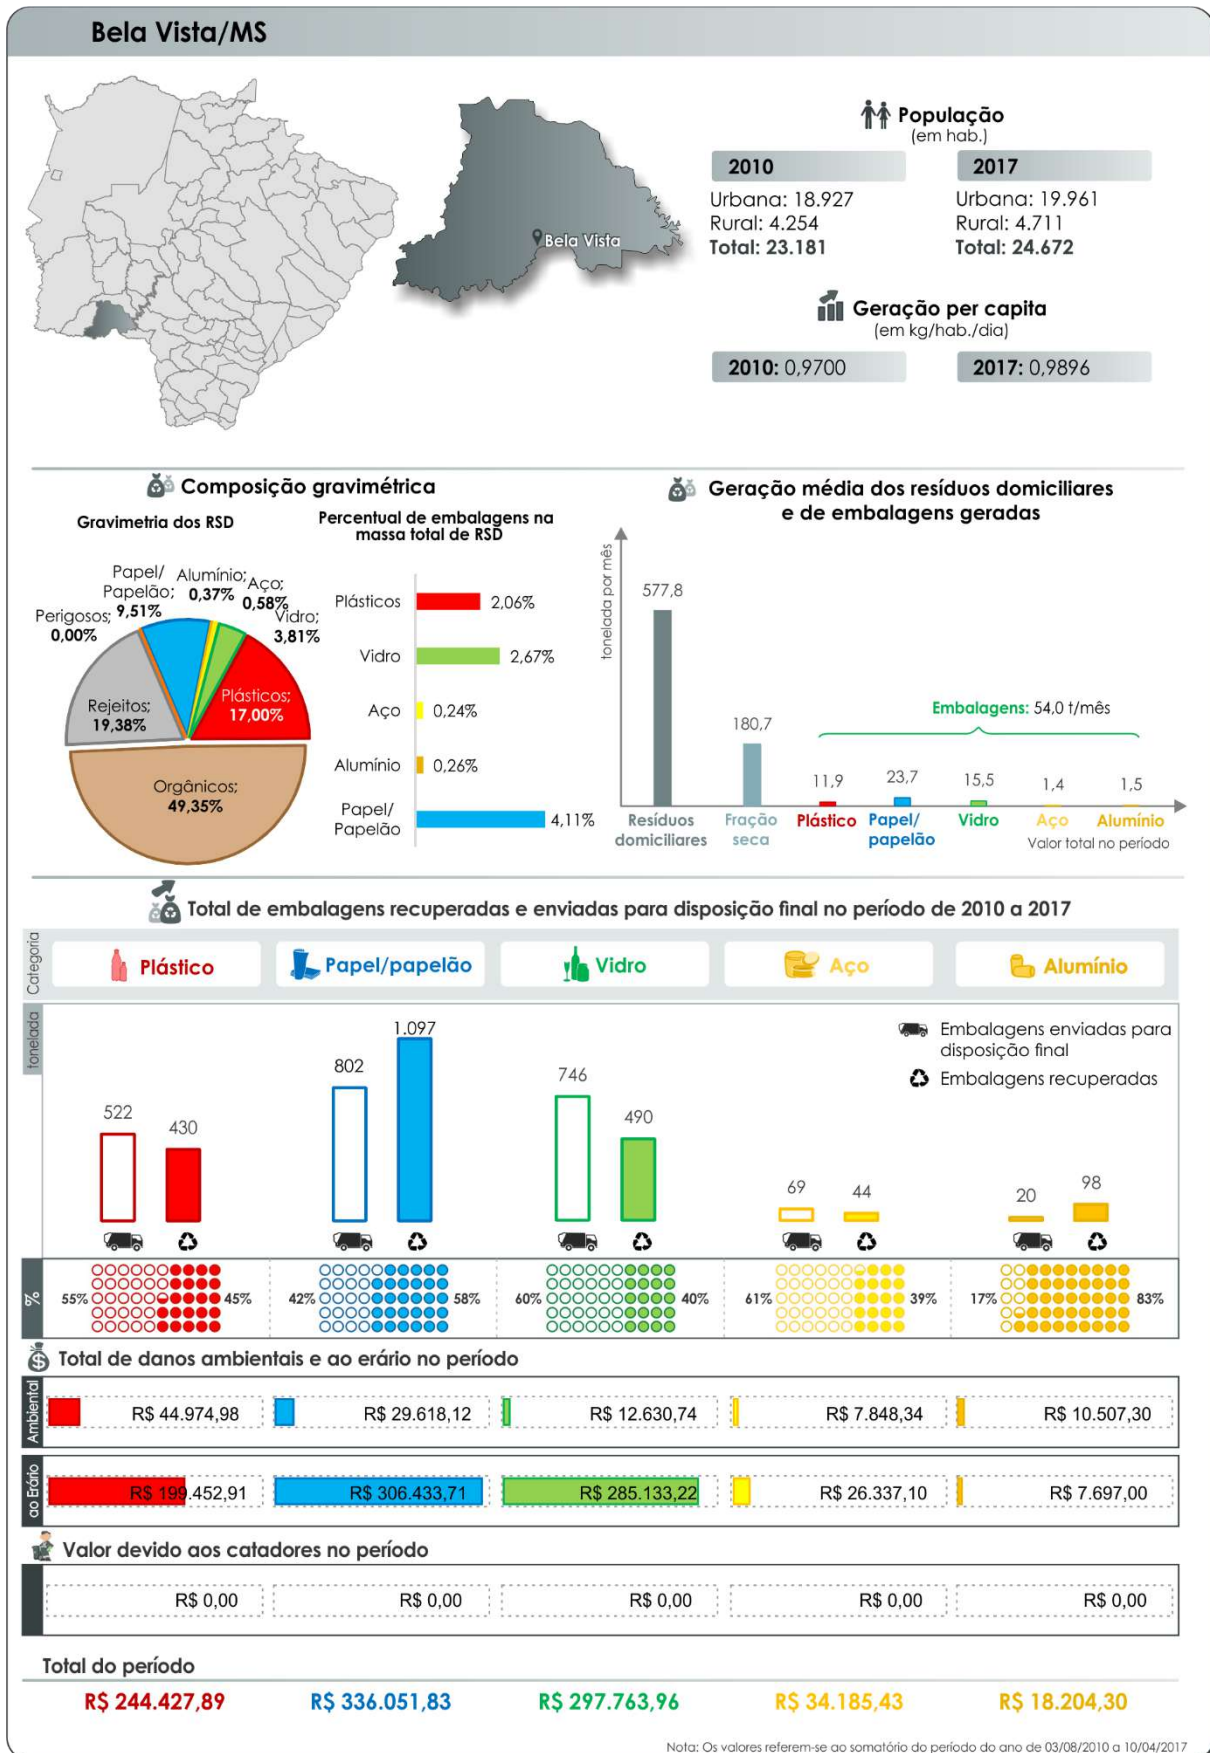 Bela Vista/MS
População
(em hab.)
2010
2017
Urbana: 18.927
Rural: 4.254
Total: 23.181
Urbana: 19.961
Rural: 4.711
Total: 24.672
Bela Vista
Geração per capita
(em kg/hab./dia)
2010: 0,9700
2017: 0,9896
Composição gravimétrica
Gravimetria dos RSD
Papel/
Papelão;
9,51%
Alumínio;
0,37%
Aço;
0,58%
Perigosos;
0,00%
Vidro;
3,81%
Rejeitos;
19,38%
Plásticos;
17,00%
Orgânicos;
49,35%
Percentual de embalagens na
massa total de RSD
Plásticos 2,06%
Vidro 2,67%
Aço 0,24%
Alumínio 0,26%
Papel/
Papelão 4,11%
Geração média dos resíduos domiciliares
e de embalagens geradas
tonelada por mês
577,8
180,7
Embalagens: 54,0 t/mês
11,9
23,7
15,5
1,4
1,5
Resíduos
domiciliares
Fração
seca
Plástico
Papel/
papelão
Vidro
Aço
Alumínio
Valor total no período
Total de embalagens recuperadas e enviadas para disposição final no período de 2010 a 2017
Categoria
Plástico
Papel/papelão
Vidro
Aço
Alumínio
tonelada
522
430
802
1.097
746
490
69
44
20
98
Embalagens enviadas para
disposição final
Embalagens recuperadas
%
55%
45%
42%
58%
60%
40%
61%
39%
17%
83%
Total de danos ambientais e ao erário no período
Ambiental
R$ 44.974,98
R$ 29.618,12
R$ 12.630,74
R$ 7.848,34
R$ 10.507,30
ao Erário
R$ 199.452,91
R$ 306.433,71
R$ 285.133,22
R$ 26.337,10
R$ 7.697,00
Valor devido aos catadores no período
R$ 0,00
R$ 0,00
R$ 0,00
R$ 0,00
R$ 0,00
Total do período
R$ 244.427,89
R$ 336.051,83
R$ 297.763,96
R$ 34.185,43
R$ 18.204,30
Nota: Os valores referem-se ao somatório do período do ano de 03/08/2010 a 10/04/2017